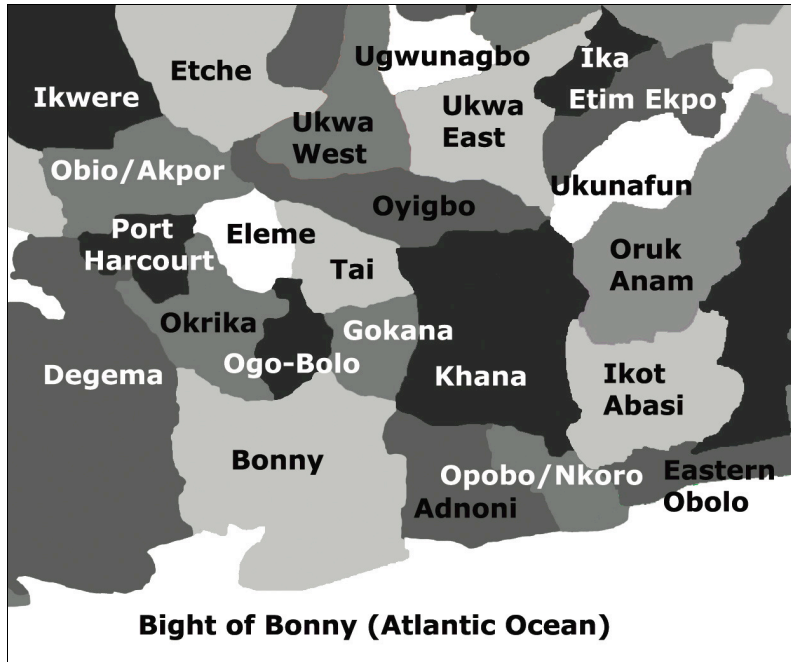 Ugwunagbo
Ika
Etche
Ikwere
Etim Ekpo
Ukwa
East
Ukwa
West
Obio/Akpor
Ukunafun
Oyigbo
Port
Harcourt
Eleme
Tai
Oruk
Anam
Okrika
Gokana
Ogo-Bolo
Degema
Khana
Ikot
Abasi
Bonny
Opobo/Nkoro
Eastern
Obolo
Adnoni
Bight of Bonny (Atlantic Ocean)